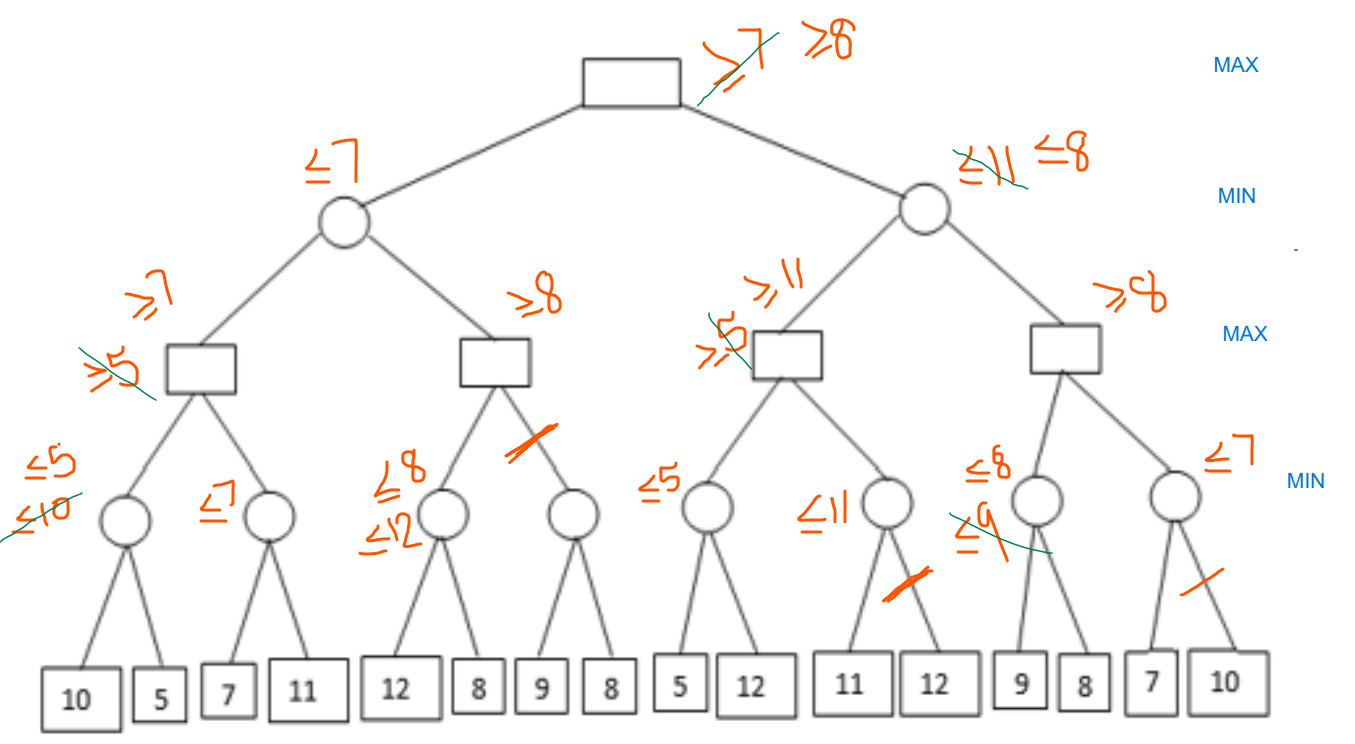 ≥7 ≥8 MAX
≤7 ≤11 ≤8 MIN
≥7 ≥8 ≥11 ≥8
≥5 ≥5 MAX
≤5 ≤7 ≤8 ≤5 ≤11 ≤8 ≤7 MIN
≤10 ≤12 ≤9
10 5 7 11 12 8 9 8 5 12 11 12 9 8 7 10